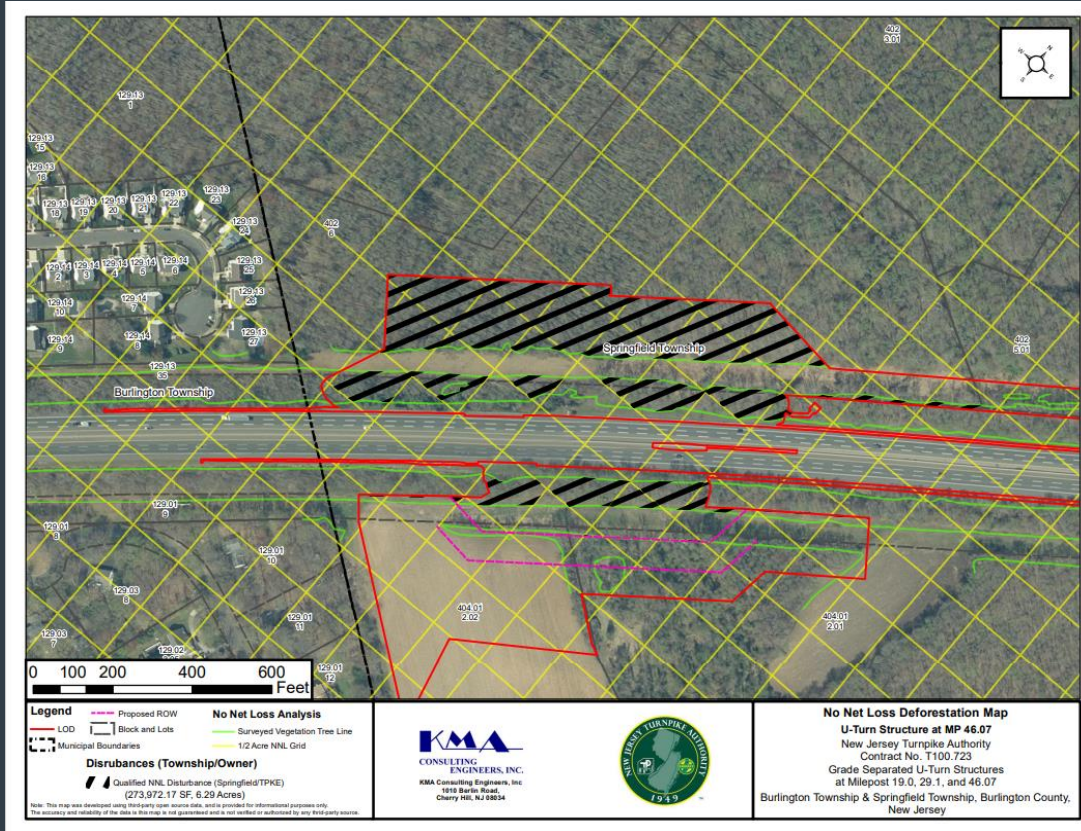 402
3.01
N
W
E
S
129.13
1
129.13
15
129.13
16
129.13
18
129.13
19
129.13
20
129.13
21
129.13
22
129.13
23
129.13
24
402
6
129.13
25
129.13
26
129.13
27
129.14
2
129.14
3
129.14
4
129.14
5
129.14
6
129.14
7
129.14
8
129.14
10
129.14
9
129.13
35
402
5.01
Springfield Township
Burlington Township
129.01
9
129.01
8
129.01
10
129.03
129.01
11
129.03
7
129.02
129.01
12
404.01
2.02
404.01
2.01
0 100 200 400 600
Feet
Legend
LOD
Proposed ROW
Block and Lots
Municipal Boundaries
No Net Loss Analysis
Surveyed Vegetation Tree Line
1/2 Acre NNL Grid
Disrubances (Township/Owner)
Qualified NNL Disturbance (Springfield/TPKE)
(273,972.17 SF, 6.29 Acres)
Note: This map was developed using third-party open source data, and is provided for informational purposes only.
The accuracy and reliability of the data is this map is not guaranteed and is not verified or authorized by any third-party source.
KMA
CONSULTING
ENGINEERS, INC.
KMA Consulting Engineers, Inc
1010 Berlin Road,
Cherry Hill, NJ 08034
NEW JERSEY TURNPIKE AUTHORITY
1949
No Net Loss Deforestation Map
U-Turn Structure at MP 46.07
New Jersey Turnpike Authority
Contract No. T100.723
Grade Separated U-Turn Structures
at Milepost 19.0, 29.1, and 46.07
Burlington Township & Springfield Township, Burlington County,
New Jersey